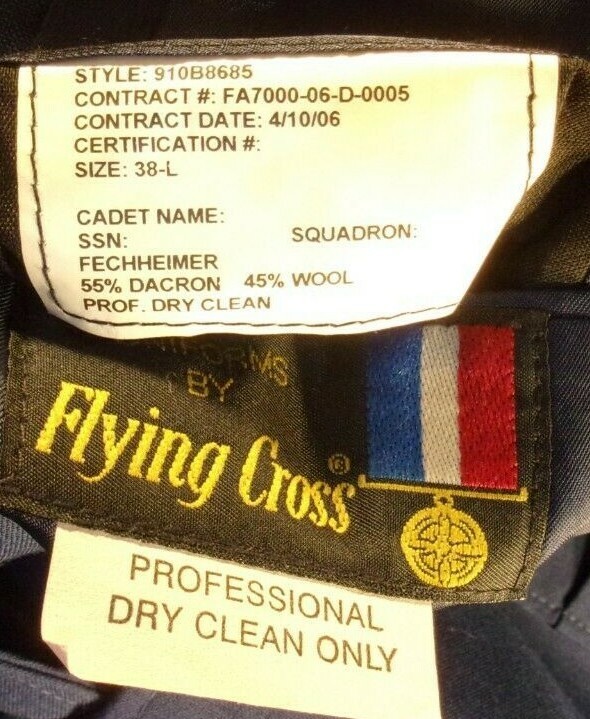 STYLE: 910B8685
CONTRACT #: FA7000-06-D-0005
CONTRACT DATE: 4/10/06
CERTIFICATION #:
SIZE: 38-L
CADET NAME:
SSN: SQUADRON:
FECHHEIMER
55% DACRON 45% WOOL
PROF. DRY CLEAN
BY
Flying Cross ®
PROFESSIONAL
DRY CLEAN ONLY